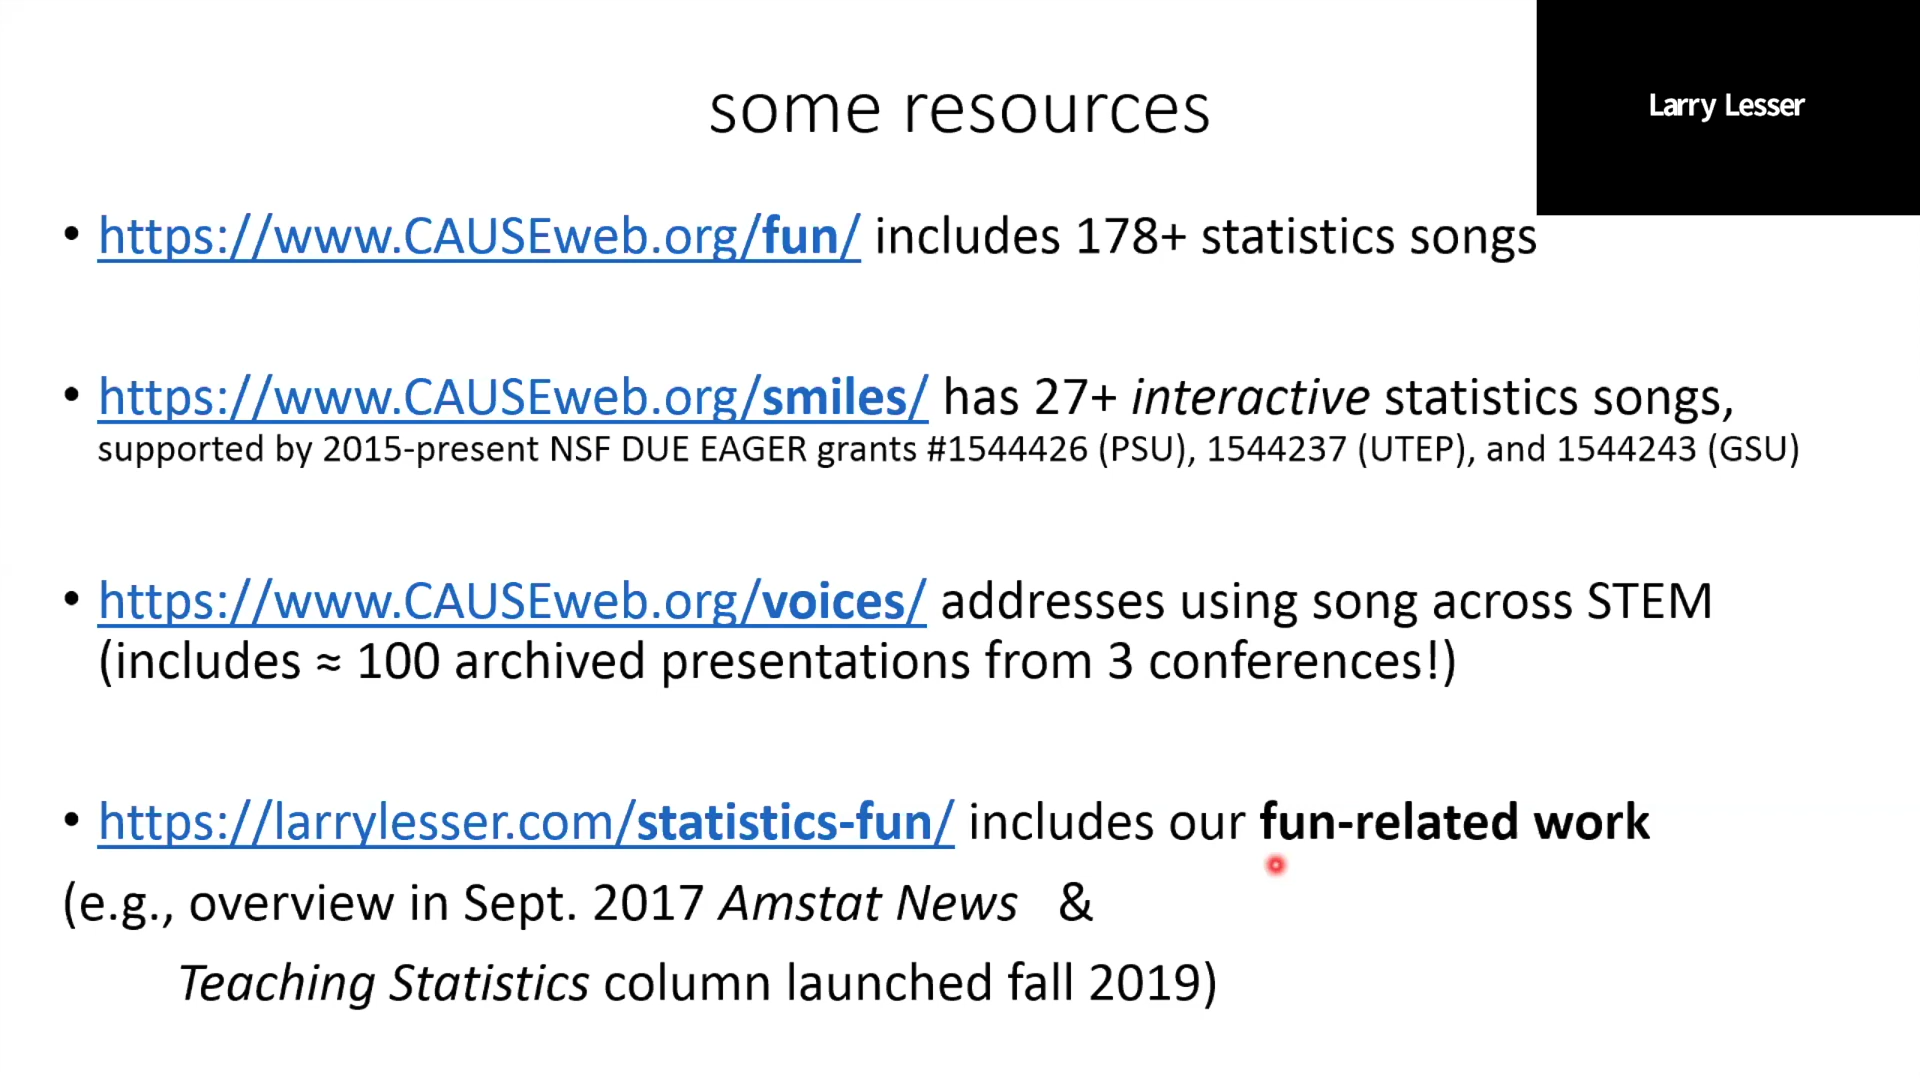 some resources
Larry Lesser
• https://www.CAUSEweb.org/fun/ includes 178+ statistics songs
• https://www.CAUSEweb.org/smiles/ has 27+ interactive statistics songs,
supported by 2015-present NSF DUE EAGER grants #1544426 (PSU), 1544237 (UTEP), and 1544243 (GSU)
• https://www.CAUSEweb.org/voices/ addresses using song across STEM
(includes ≈ 100 archived presentations from 3 conferences!)
• https://larrylesser.com/statistics-fun/ includes our fun-related work
(e.g., overview in Sept. 2017 Amstat News &
Teaching Statistics column launched fall 2019)